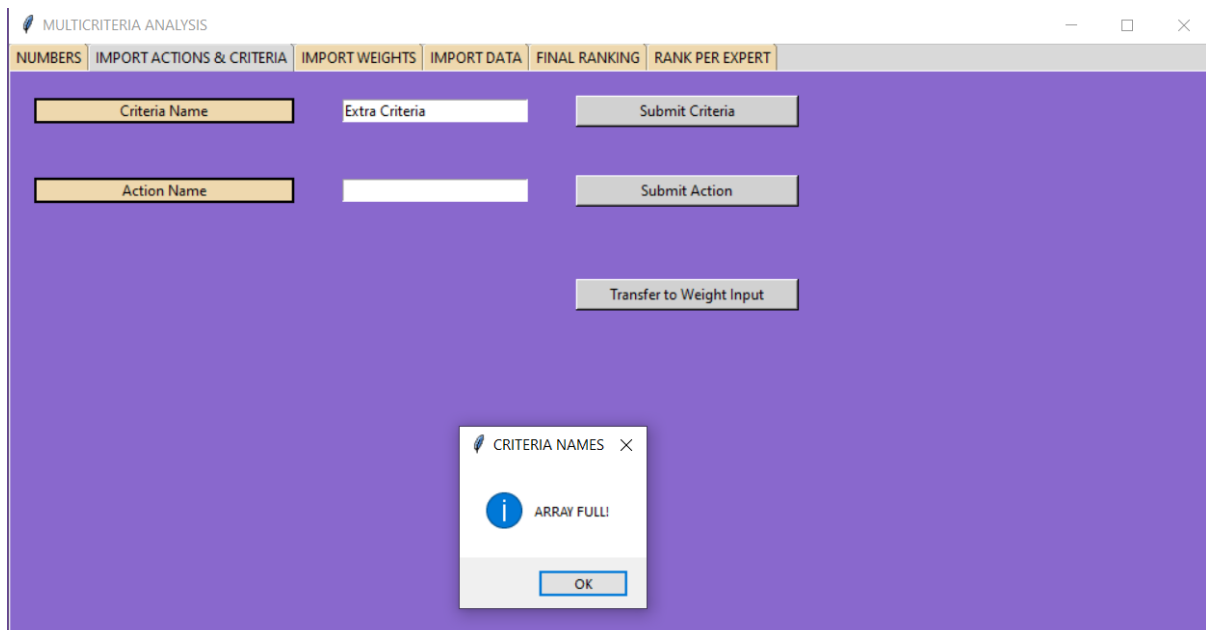 MULTICRITERIA ANALYSIS
NUMBERS IMPORT ACTIONS & CRITERIA IMPORT WEIGHTS IMPORT DATA FINAL RANKING RANK PER EXPERT
Criteria Name Extra Criteria Submit Criteria
Action Name Submit Action
Transfer to Weight Input
CRITERIA NAMES
i ARRAY FULL!
OK